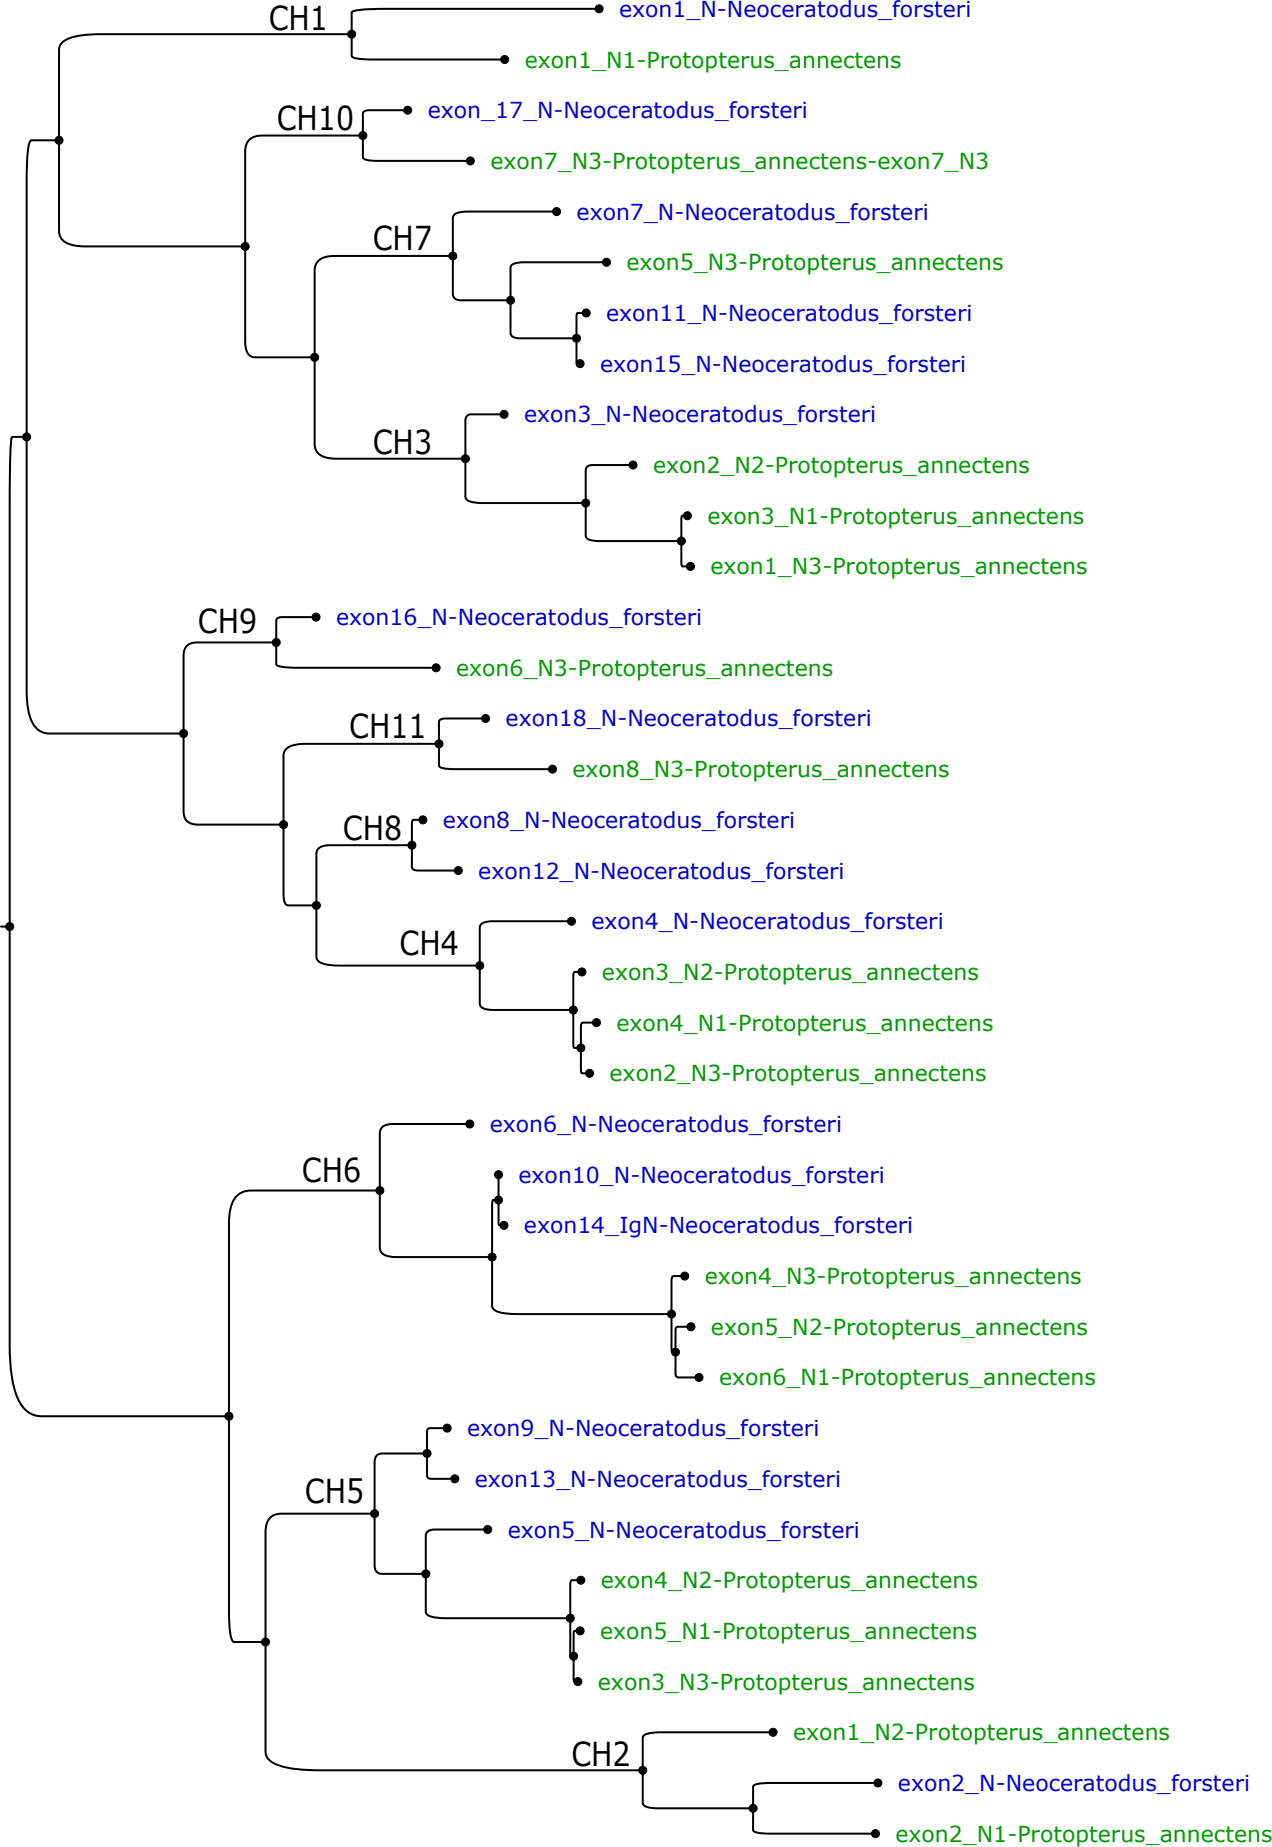 exon1_N-Neoceratodus_forsteri
CH1
exon1_N1-Protopterus_annectens
exon_17_N-Neoceratodus_forsteri
CH10
exon7_N3-Protopterus_annectens-exon7_N3
exon7_N-Neoceratodus_forsteri
CH7
exon5_N3-Protopterus_annectens
exon11_N-Neoceratodus_forsteri
exon15_N-Neoceratodus_forsteri
exon3_N-Neoceratodus_forsteri
CH3
exon2_N2-Protopterus_annectens
exon3_N1-Protopterus_annectens
exon1_N3-Protopterus_annectens
exon16_N-Neoceratodus_forsteri
CH9
exon6_N3-Protopterus_annectens
exon18_N-Neoceratodus_forsteri
CH11
exon8_N3-Protopterus_annectens
exon8_N-Neoceratodus_forsteri
CH8
exon12_N-Neoceratodus_forsteri
exon4_N-Neoceratodus_forsteri
CH4
exon3_N2-Protopterus_annectens
exon4_N1-Protopterus_annectens
exon2_N3-Protopterus_annectens
exon6_N-Neoceratodus_forsteri
CH6
exon10_N-Neoceratodus_forsteri
exon14_IgN-Neoceratodus_forsteri
exon4_N3-Protopterus_annectens
exon5_N2-Protopterus_annectens
exon6_N1-Protopterus_annectens
exon9_N-Neoceratodus_forsteri
exon13_N-Neoceratodus_forsteri
CH5
exon5_N-Neoceratodus_forsteri
exon4_N2-Protopterus_annectens
exon5_N1-Protopterus_annectens
exon3_N3-Protopterus_annectens
exon1_N2-Protopterus_annectens
CH2
exon2_N-Neoceratodus_forsteri
exon2_N1-Protopterus_annectens